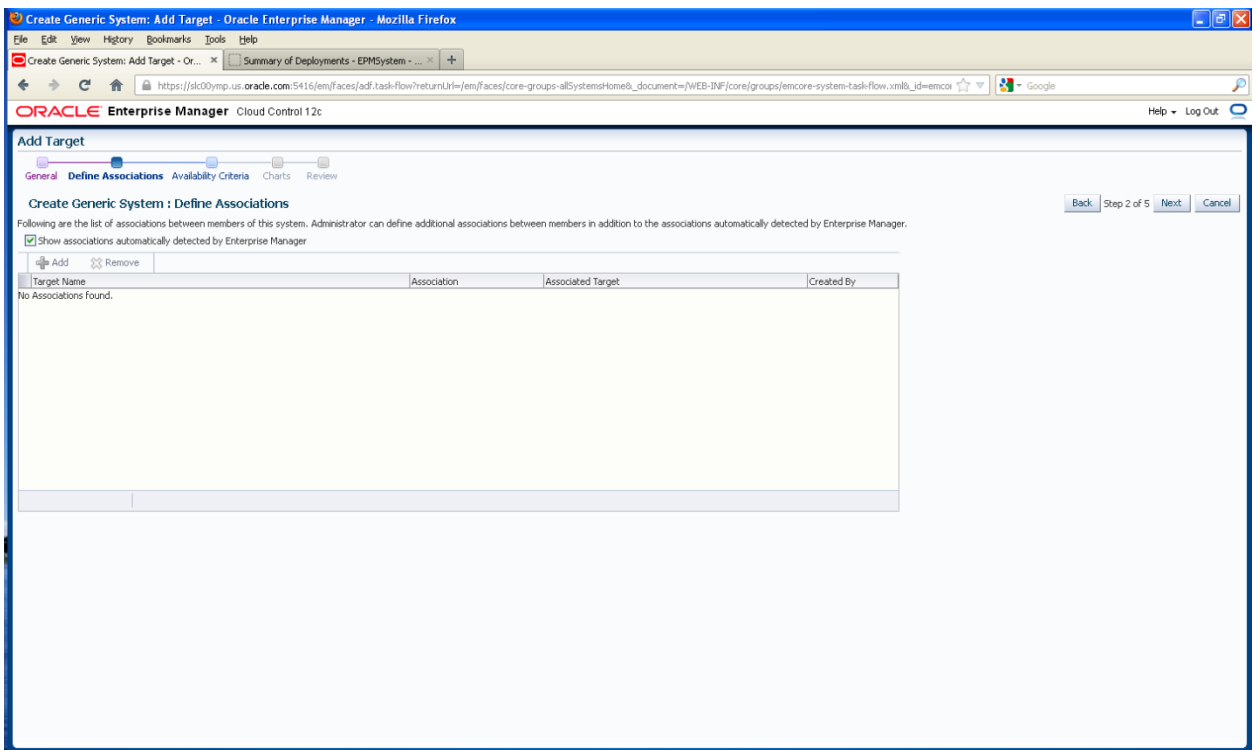 Create Generic System: Add Target - Oracle Enterprise Manager - Mozilla Firefox
File Edit View History Bookmarks Tools Help
Create Generic System: Add Target - Or... × Summary of Deployments - EPMSystem - ... × +
https://slc00ymp.us.oracle.com:5416/em/faces/adf.task-flow?returnUrl=/em/faces/core-groups-allSystemsHome&_document=/WEB-INF/core/groups/emcore-system-task-flow.xml&_id=emcor Google
ORACLE Enterprise Manager Cloud Control 12c Help Log Out
Add Target
General Define Associations Availability Criteria Charts Review
Create Generic System : Define Associations Back Step 2 of 5 Next Cancel
Following are the list of associations between members of this system. Administrator can define additional associations between members in addition to the associations automatically detected by Enterprise Manager.
Show associations automatically detected by Enterprise Manager
Add Remove
Target Name Association Associated Target Created By
No Associations found.